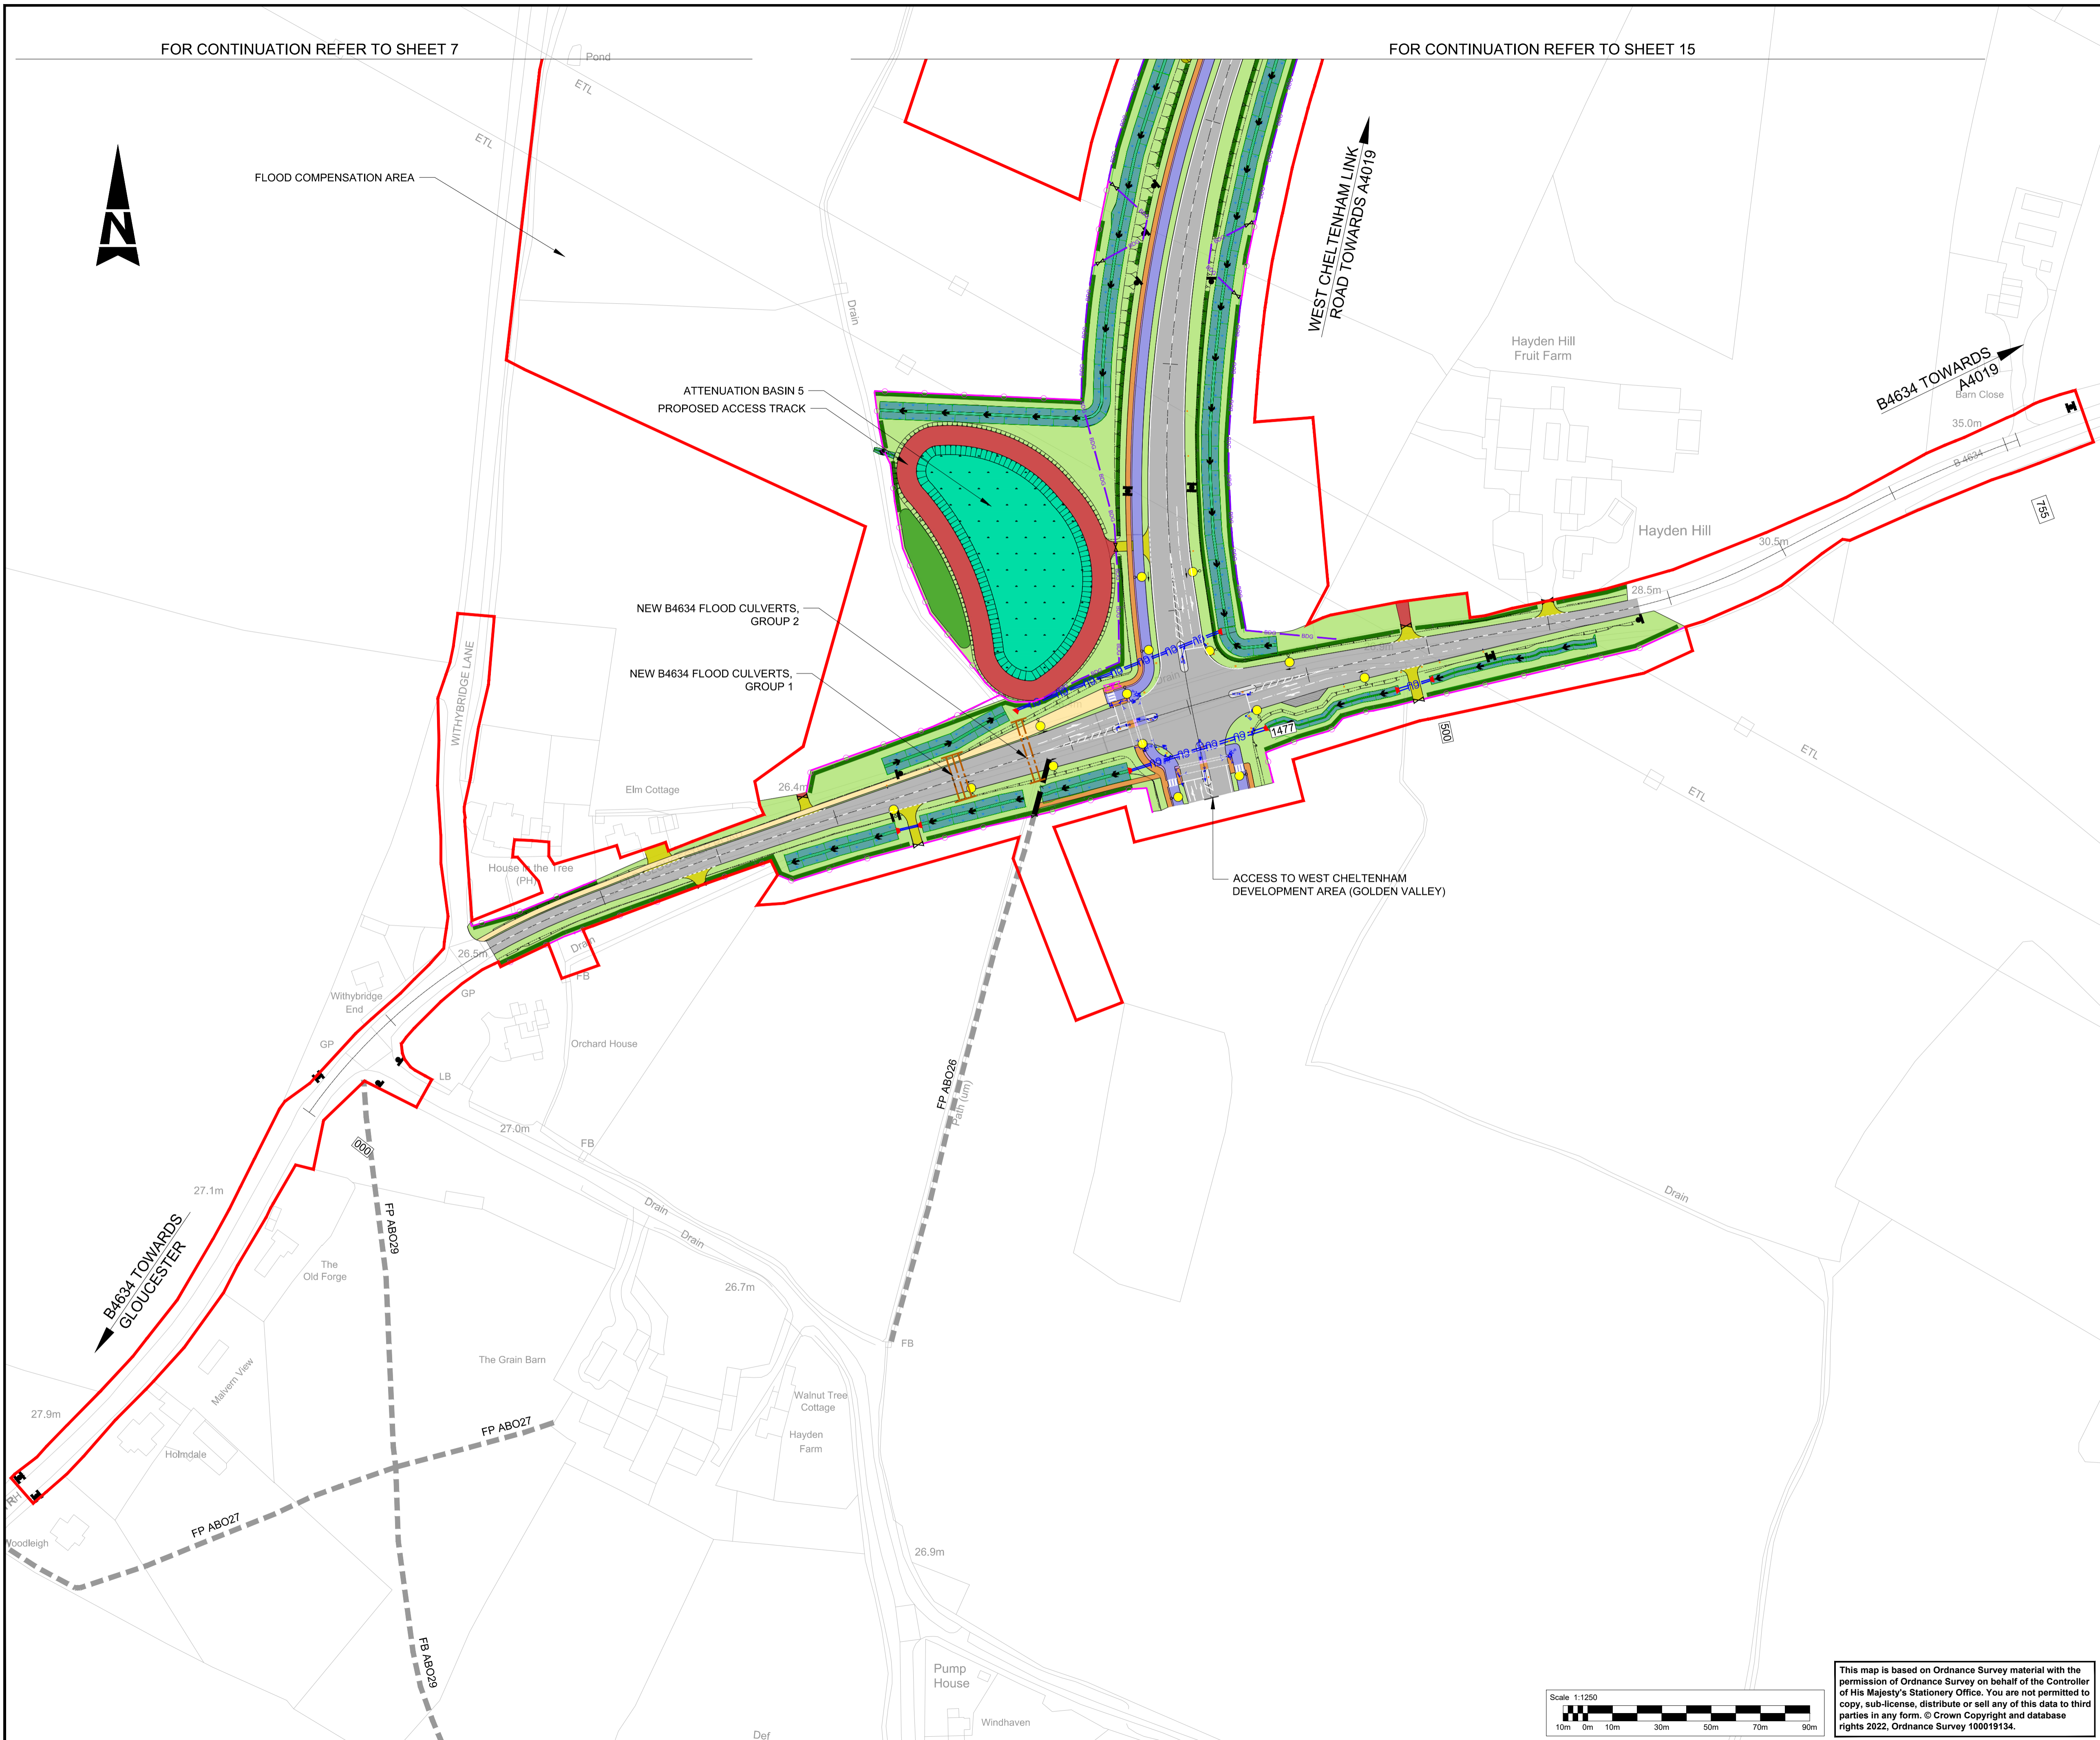 FOR CONTINUATION REFER TO SHEET 7
FOR CONTINUATION REFER TO SHEET 15
Pond
ETL
ETL
N
FLOOD COMPENSATION AREA
WEST CHELTENHAM LINK
ROAD TOWARDS A4019
Drain
Hayden Hill
Fruit Farm
B4634 TOWARDS
A4019
Barn Close
35.0m
B 4634
755
ATTENUATION BASIN 5
PROPOSED ACCESS TRACK
BDG
BDG
BDG
BDG
Hayden Hill
30.5m
28.5m
NEW B4634 FLOOD CULVERTS,
GROUP 2
NEW B4634 FLOOD CULVERTS,
GROUP 1
WITHYBRIDGE LANE
Drain
1477
500
ETL
ETL
26.4m
Elm Cottage
House in the Tree
(PH)
ACCESS TO WEST CHELTENHAM
DEVELOPMENT AREA (GOLDEN VALLEY)
26.5m
Drain
FB
GP
Withybridge
End
GP
Orchard House
LB
27.0m
FB
000
FP ABO26
Path (um)
27.1m
FP ABO29
Drain
Drain
Drain
B4634 TOWARDS
GLOUCESTER
The
Old Forge
26.7m
FB
The Grain Barn
Malvern View
Walnut Tree
Cottage
27.9m
FP ABO27
Hayden
Farm
Holmdale
FP ABO27
Woodleigh
26.9m
FB ABO29
Pump
House
Windhaven
Def
Scale 1:1250
10m 0m 10m 30m 50m 70m 90m
This map is based on Ordnance Survey material with the
permission of Ordnance Survey on behalf of the Controller
of His Majesty's Stationery Office. You are not permitted to
copy, sub-license, distribute or sell any of this data to third
parties in any form. © Crown Copyright and database
rights 2022, Ordnance Survey 100019134.